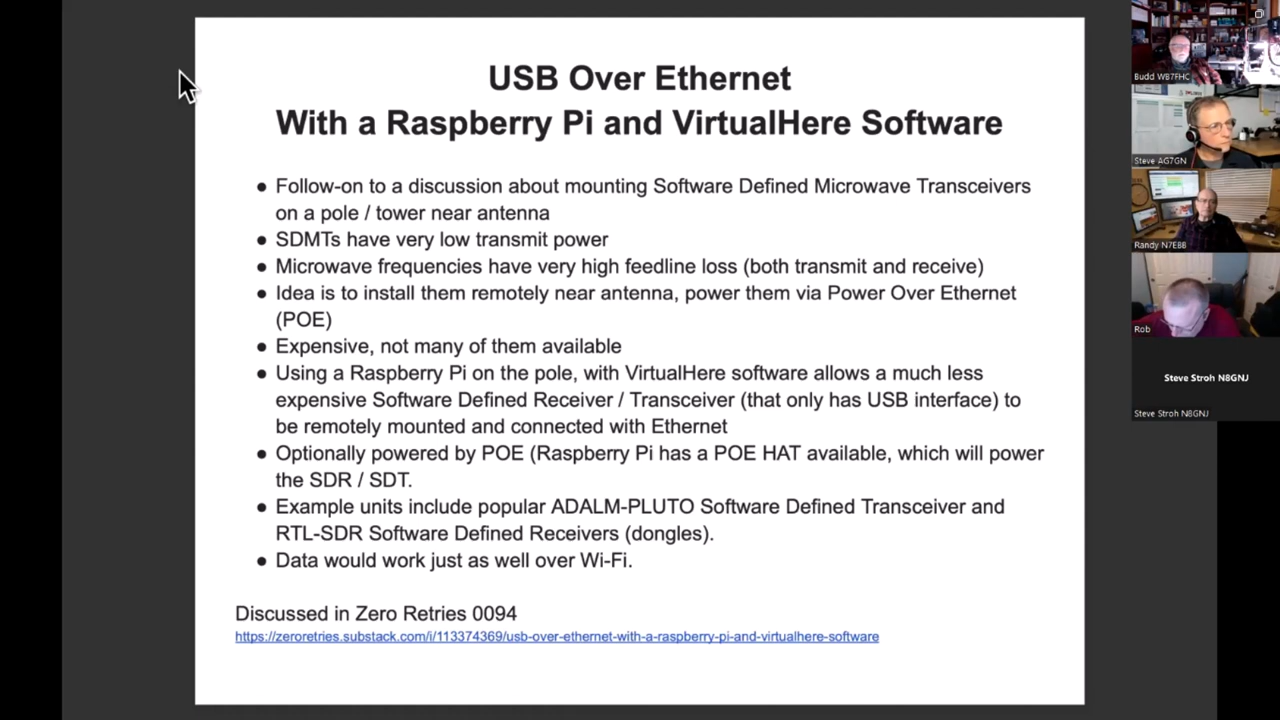 USB Over Ethernet
With a Raspberry Pi and VirtualHere Software
● Follow-on to a discussion about mounting Software Defined Microwave Transceivers
on a pole / tower near antenna
● SDMTs have very low transmit power
● Microwave frequencies have very high feedline loss (both transmit and receive)
● Idea is to install them remotely near antenna, power them via Power Over Ethernet
(POE)
● Expensive, not many of them available
● Using a Raspberry Pi on the pole, with VirtualHere software allows a much less
expensive Software Defined Receiver / Transceiver (that only has USB interface) to
be remotely mounted and connected with Ethernet
● Optionally powered by POE (Raspberry Pi has a POE HAT available, which will power
the SDR / SDT.
● Example units include popular ADALM-PLUTO Software Defined Transceiver and
RTL-SDR Software Defined Receivers (dongles).
● Data would work just as well over Wi-Fi.
Discussed in Zero Retries 0094
https://zeroretries.substack.com/i/113374369/usb-over-ethernet-with-a-raspberry-pi-and-virtualhere-software
Budd WB7FHC
Steve AG7GN
Randy N7EBB
Rob
Steve Stroh N8GNJ
Steve Stroh N8GNJ